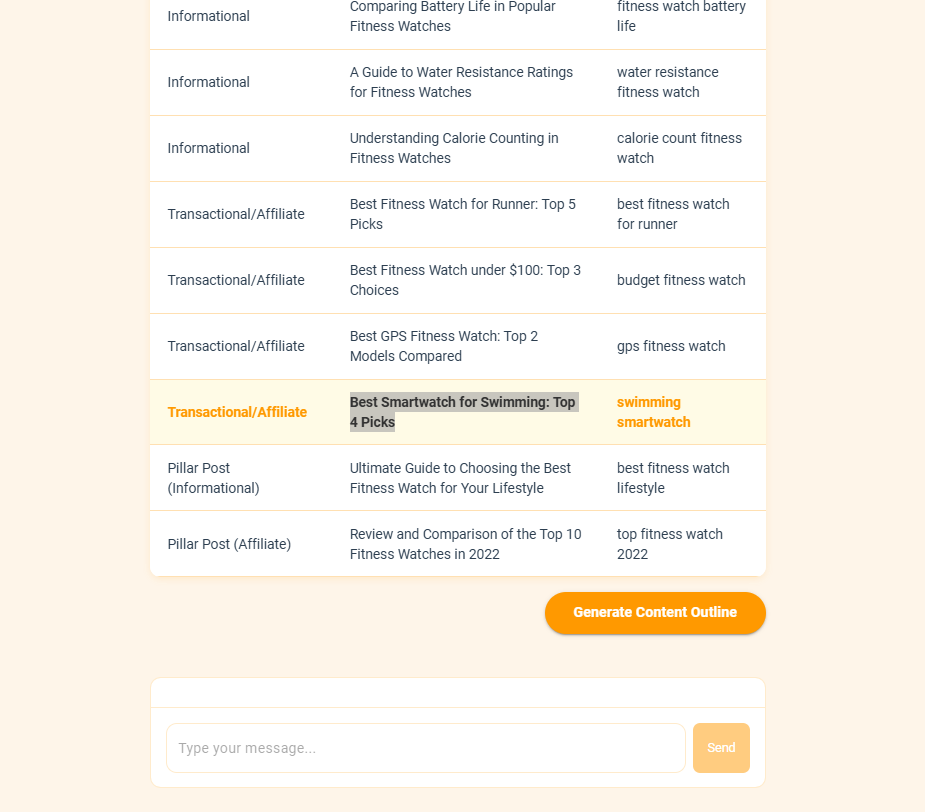 Informational
Comparing Battery Life in Popular
Fitness Watches
fitness watch battery
life
Informational
A Guide to Water Resistance Ratings
for Fitness Watches
water resistance
fitness watch
Informational
Understanding Calorie Counting in
Fitness Watches
calorie count fitness
watch
Transactional/Affiliate
Best Fitness Watch for Runner: Top 5
Picks
best fitness watch
for runner
Transactional/Affiliate
Best Fitness Watch under $100: Top 3
Choices
budget fitness watch
Transactional/Affiliate
Best GPS Fitness Watch: Top 2
Models Compared
gps fitness watch
Transactional/Affiliate
Best Smartwatch for Swimming: Top
4 Picks
swimming
smartwatch
Pillar Post
(Informational)
Ultimate Guide to Choosing the Best
Fitness Watch for Your Lifestyle
best fitness watch
lifestyle
Pillar Post (Affiliate)
Review and Comparison of the Top 10
Fitness Watches in 2022
top fitness watch
2022
Generate Content Outline
Type your message...
Send